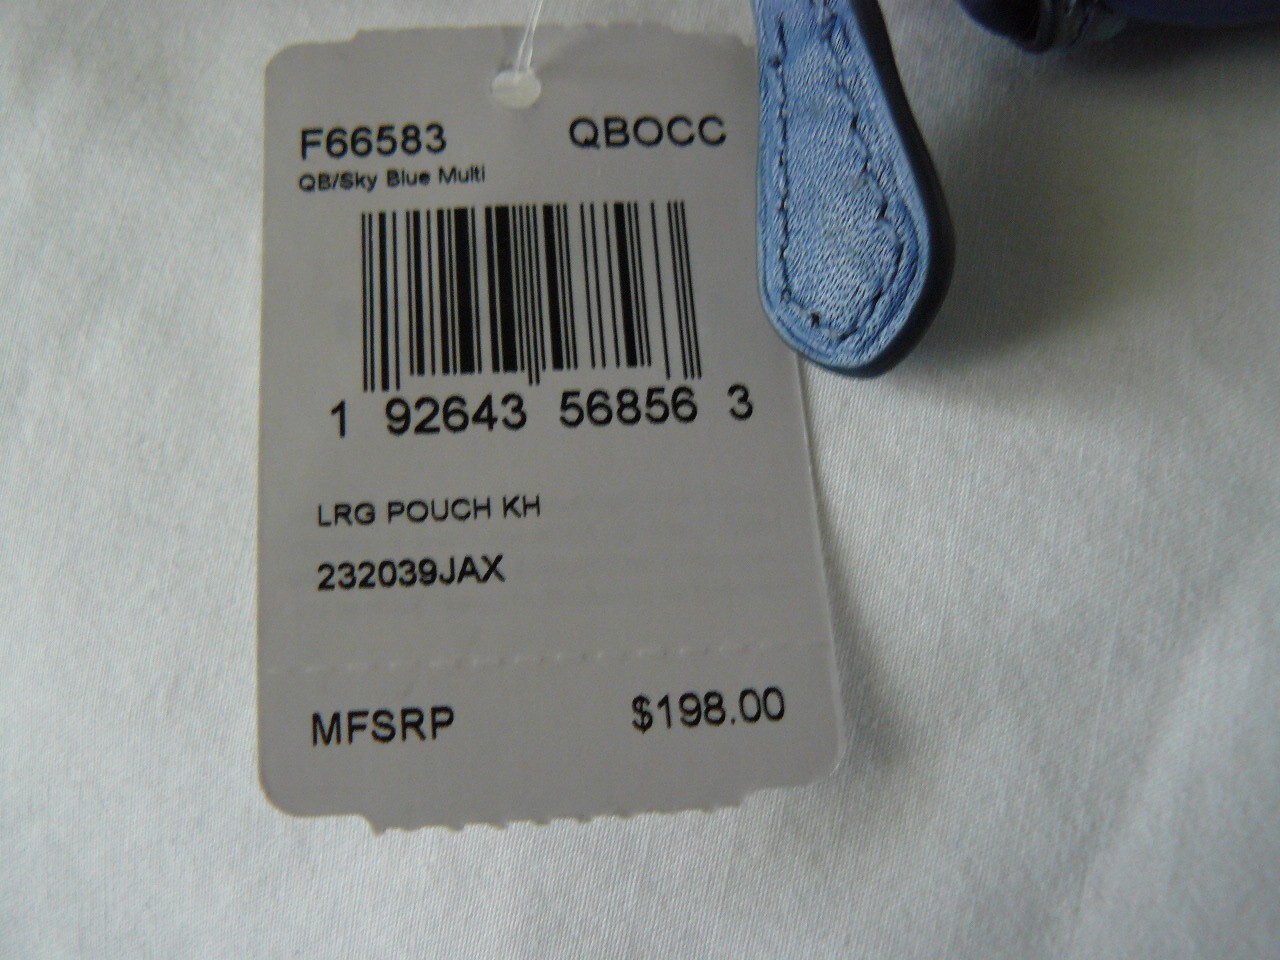 F66583 QBOCC
QB/Sky Blue Multi
1 92643 56856 3
LRG POUCH KH
232039JAX
MFSRP $198.00